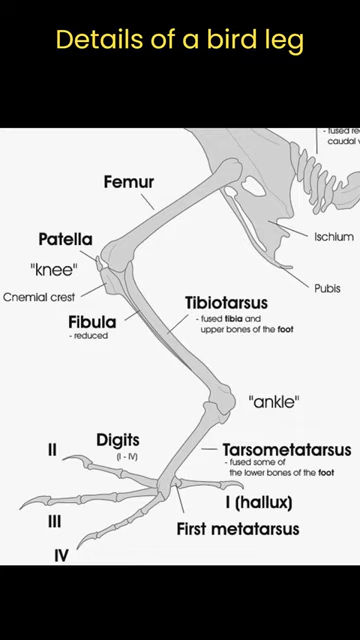 Details of a bird leg
- fused re
caudal v
Femur
Patella
"knee"
Cnemial crest
Fibula
- reduced
Ischium
Pubis
Tibiotarsus
- fused tibia and
upper bones of the foot
"ankle"
Digits
(I - IV)
Tarsometatarsus
- fused some of
the lower bones of the foot
II
I (hallux)
III
First metatarsus
IV